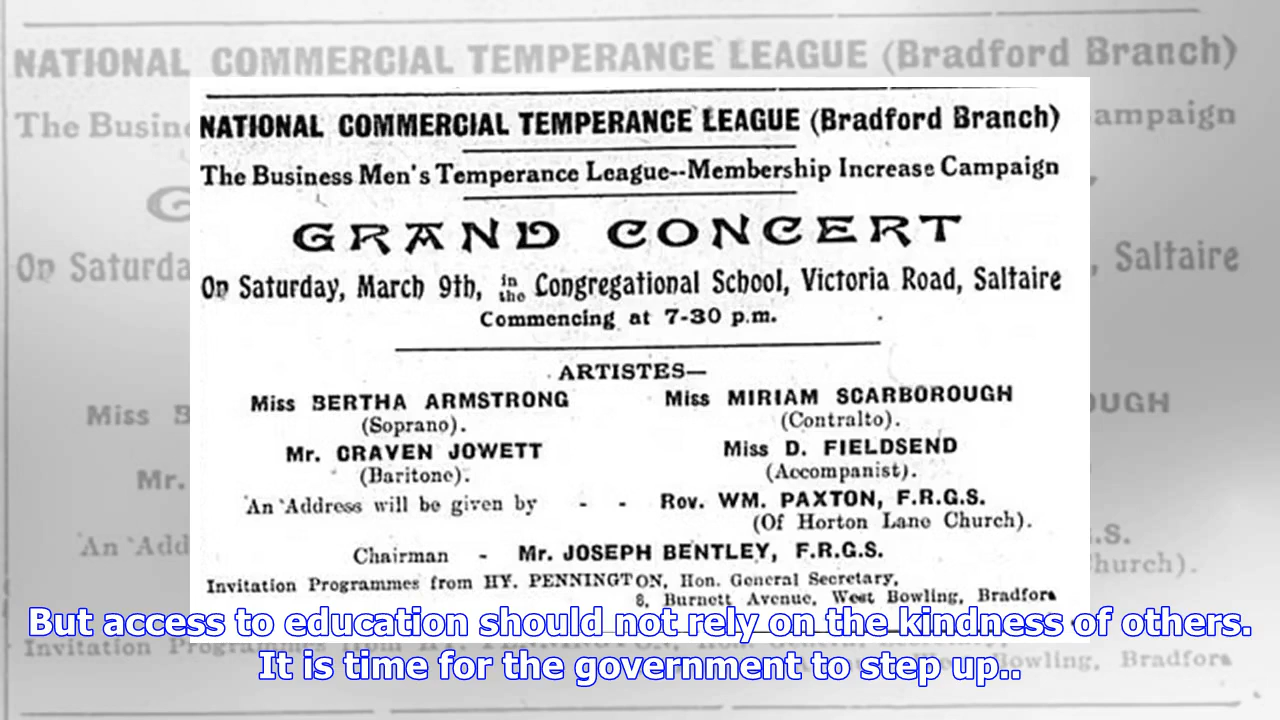 NATIONAL COMMERCIAL TEMPERANCE LEAGUE (Bradford Branch)
The Business Men's Temperance League--Membership Increase Campaign
GRAND CONCERT
On Saturday, March 9th, in the Congregational School, Victoria Road, Saltaire
Commencing at 7-30 p.m.
ARTISTES—
Miss BERTHA ARMSTRONG Miss MIRIAM SCARBOROUGH
(Soprano). (Contralto).
Mr. CRAVEN JOWETT Miss D. FIELDSEND
(Baritone). (Accompanist).
An Address will be given by - - Rev. WM. PAXTON, F.R.G.S.
(Of Horton Lane Church).
Chairman - Mr. JOSEPH BENTLEY, F.R.G.S.
Invitation Programmes from HY. PENNINGTON, Hon. General Secretary,
8, Burnett Avenue, West Bowling, Bradford
But access to education should not rely on the kindness of others.
It is time for the government to step up..